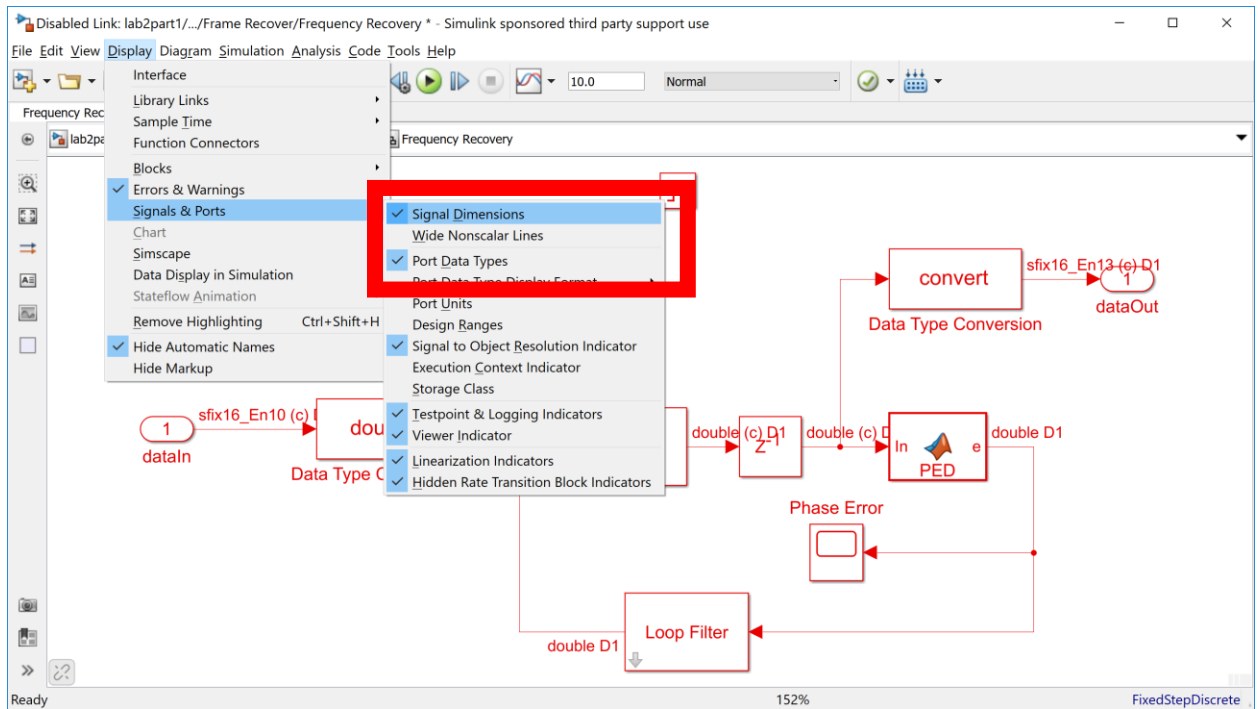 Disabled Link: lab2part1/.../Frame Recover/Frequency Recovery * - Simulink sponsored third party support use
File Edit View Display Diagram Simulation Analysis Code Tools Help
10.0 Normal
Frequency Rec
lab2pa
Frequency Recovery
Interface
Library Links
Sample Time
Function Connectors
Blocks
Errors & Warnings
Signals & Ports
Chart
Simscape
Data Display in Simulation
Stateflow Animation
Remove Highlighting Ctrl+Shift+H
Hide Automatic Names
Hide Markup
Signal Dimensions
Wide Nonscalar Lines
Port Data Types
Port Data Type Display Format
Port Units
Design Ranges
Signal to Object Resolution Indicator
Execution Context Indicator
Storage Class
Testpoint & Logging Indicators
Viewer Indicator
Linearization Indicators
Hidden Rate Transition Block Indicators
convert
Data Type Conversion
sfix16_En13 (c) D1
1
dataOut
1
dataIn
sfix16_En10 (c)
dou
Data Type C
double (c) D1
z-1
double (c) D
In
e
PED
double D1
Phase Error
Loop Filter
double D1
Ready
152%
FixedStepDiscrete